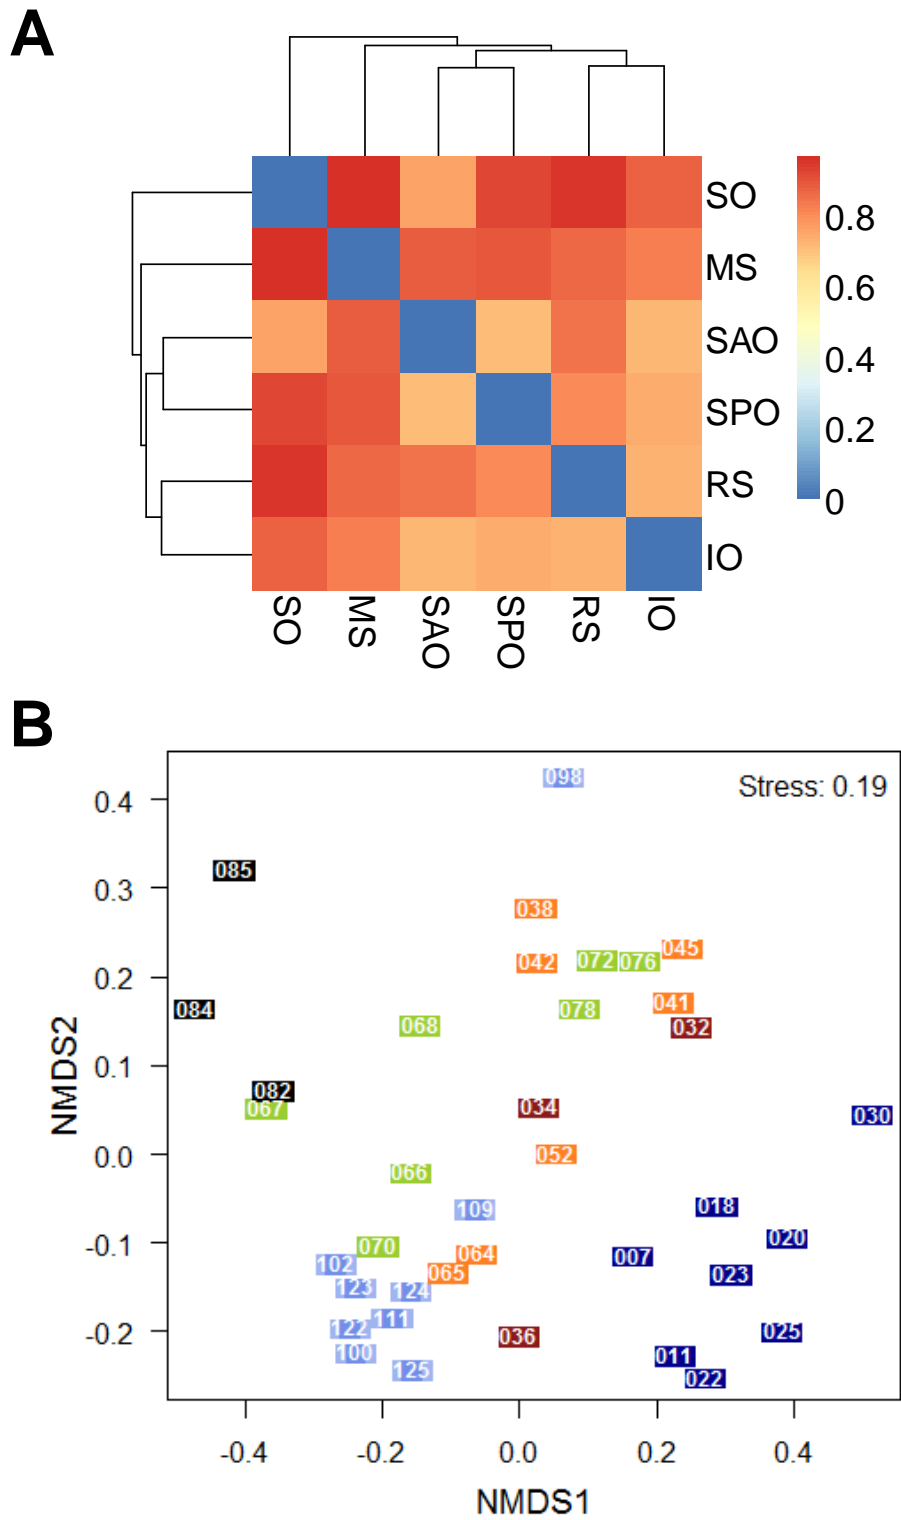 A
SO
MS
SAO
SPO
RS
IO
0.8
0.6
0.4
0.2
0
SO MS SAO SPO RS IO
B
Stress: 0.19
098
0.4
085
0.3
038
045
042 072 076
0.2
084 078 041
068 032
0.1
082
067 034 030
NMDS2
0.0
052
066
109 018
-0.1
070 064 007 020
102 065 023
123 124
111
122 036 025
-0.2
100 011
125 022
-0.4 -0.2 0.0 0.2 0.4
NMDS1